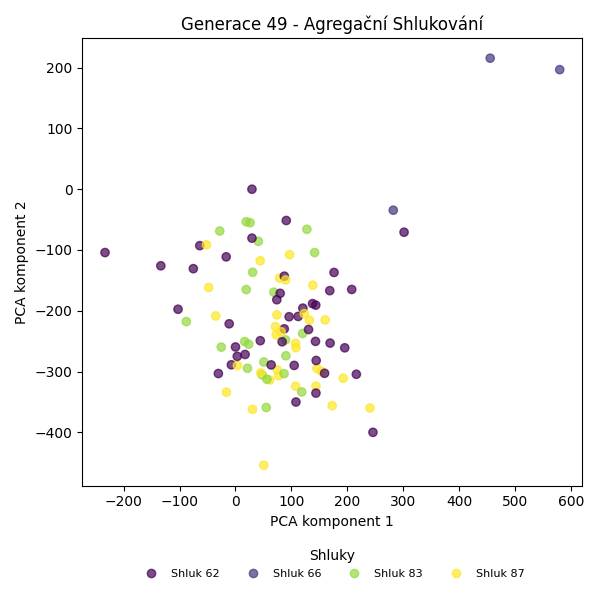 Generace 49 - Agregační Shlukování
PCA komponent 2
200
100
0
−100
−200
−300
−400
−200 −100 0 100 200 300 400 500 600
PCA komponent 1
Shluky
Shluk 62 Shluk 66 Shluk 83 Shluk 87